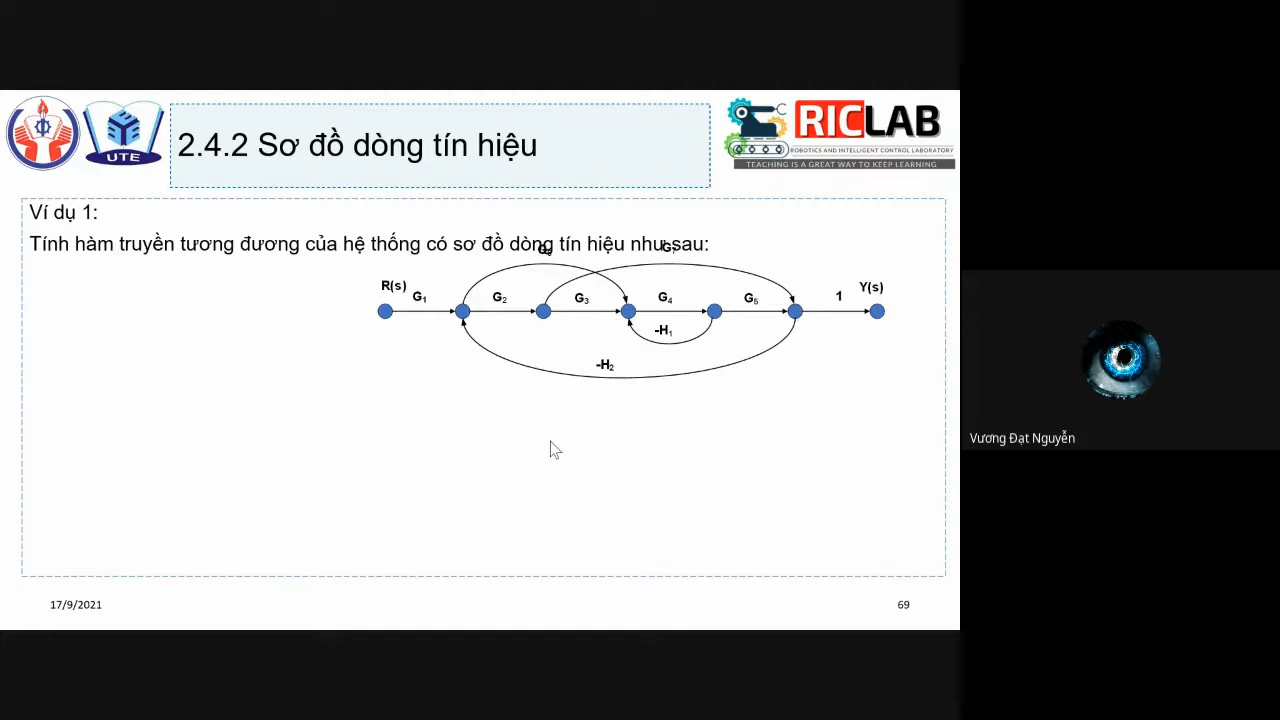 UTE
2.4.2 Sơ đồ dòng tín hiệu
RICLAB
ROBOTICS AND INTELLIGENT CONTROL LABORATORY
TEACHING IS A GREAT WAY TO KEEP LEARNING
Ví dụ 1:
Tính hàm truyền tương đương của hệ thống có sơ đồ dòng tín hiệu như sau:
R(s) Y(s)
G₁ G₂ G₃ G₄ G₅ 1
-H₁
-H₂
Vương Đạt Nguyễn
17/9/2021 69